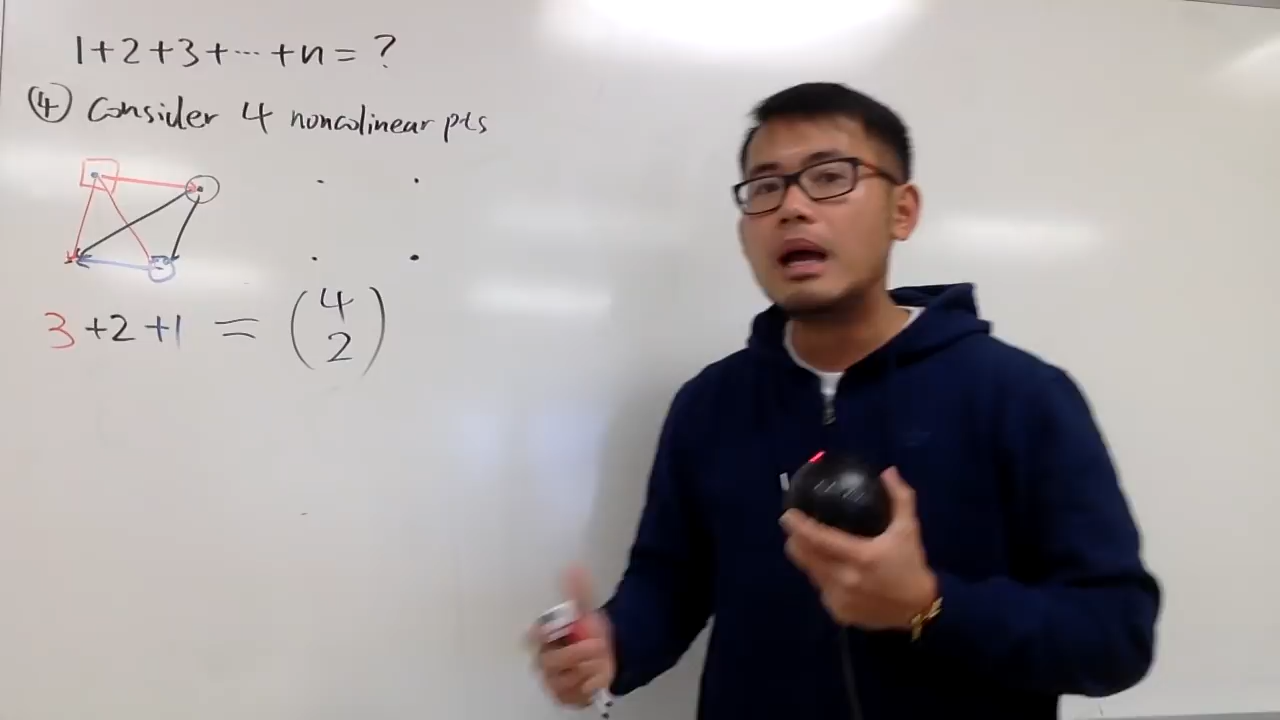 1+2+3+⋯+n=?
④ Consider 4 noncolinear pts
3+2+1 = (4 2)